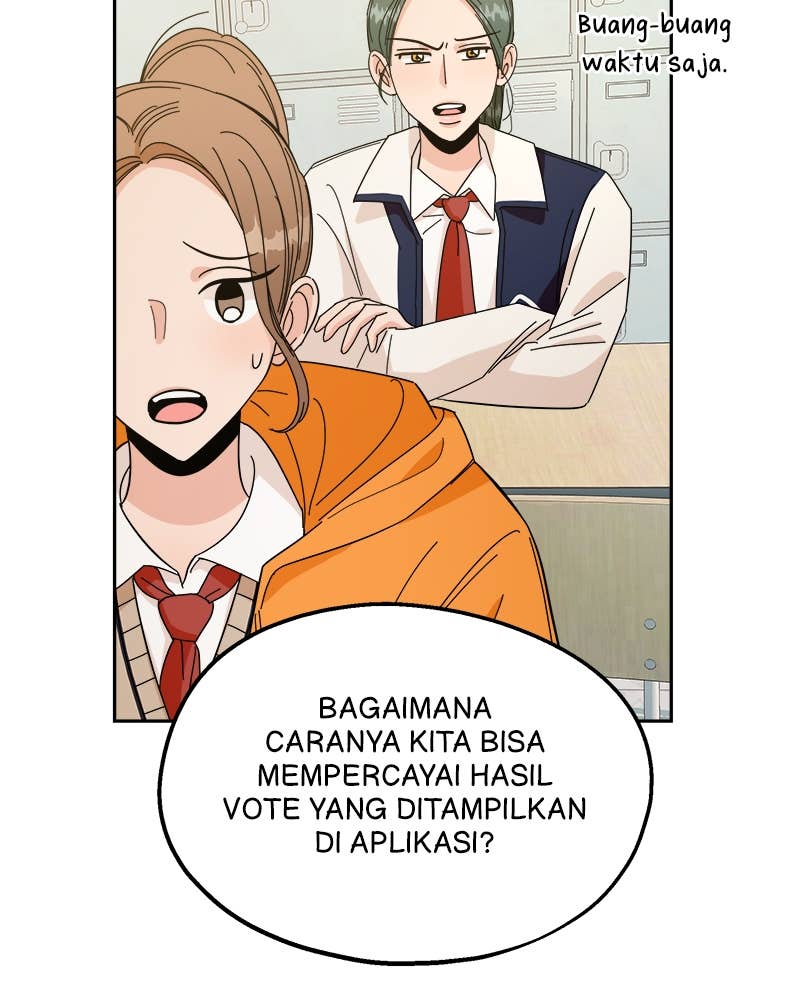 Buang-buang
waktu saja.
BAGAIMANA
CARANYA KITA BISA
MEMPERCAYAI HASIL
VOTE YANG DITAMPILKAN
DI APLIKASI?